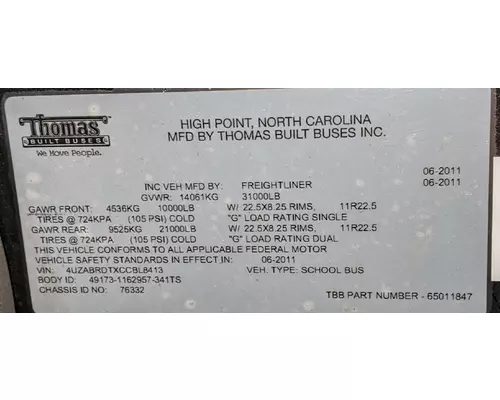 Thomas
BUILT BUSES
We Move People.
HIGH POINT, NORTH CAROLINA
MFD BY THOMAS BUILT BUSES INC.
06-2011
INC VEH MFD BY: FREIGHTLINER 06-2011
GVWR: 14061KG 31000LB
GAWR FRONT: 4536KG 10000LB W/ 22.5X8.25 RIMS, 11R22.5
TIRES @ 724KPA (105 PSI) COLD "G" LOAD RATING SINGLE
GAWR REAR: 9525KG 21000LB W/ 22.5X8.25 RIMS, 11R22.5
TIRES @ 724KPA (105 PSI) COLD "G" LOAD RATING DUAL
THIS VEHICLE CONFORMS TO ALL APPLICABLE FEDERAL MOTOR
VEHICLE SAFETY STANDARDS IN EFFECT IN: 06-2011
VIN: 4UZABRDTXCCBL8413 VEH. TYPE: SCHOOL BUS
BODY ID: 49173-1162957-341TS
CHASSIS ID NO: 76332 TBB PART NUMBER - 65011847